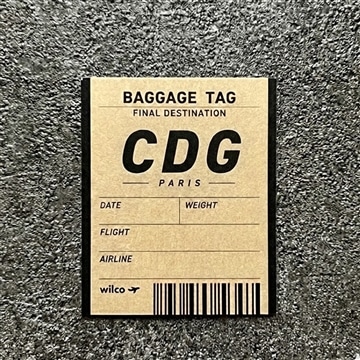 BAGGAGE TAG
FINAL DESTINATION
CDG
PARIS
DATE WEIGHT
FLIGHT
AIRLINE
wilco